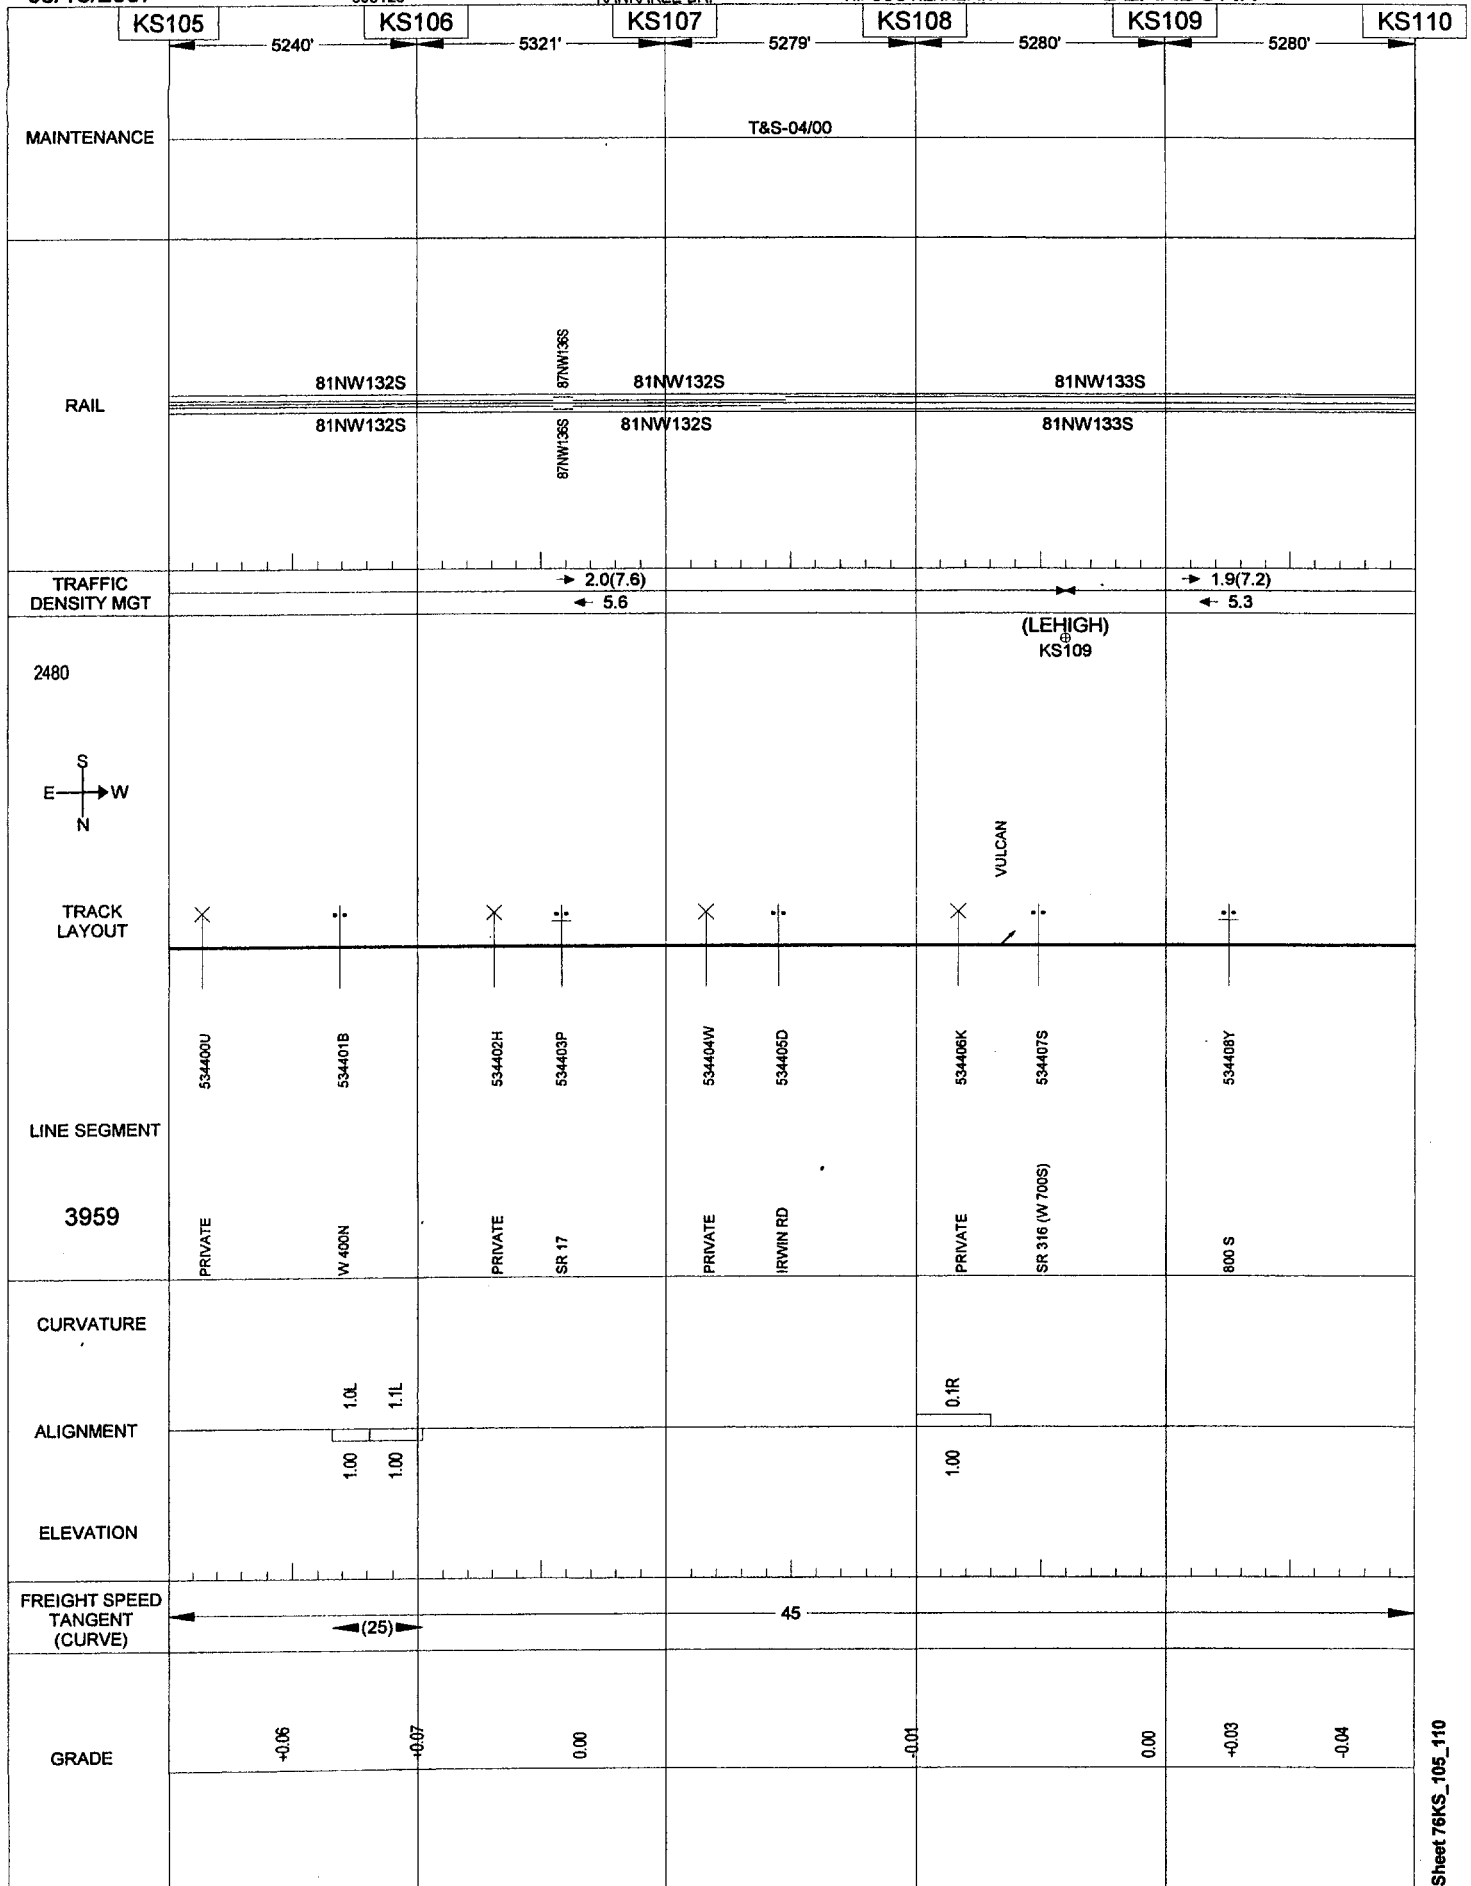 KS105 KS106 KS107 KS108 KS109 KS110
5240' 5321' 5279' 5280' 5280'
MAINTENANCE
T&S-04/00
RAIL
81NW132S 87NW136S 81NW132S 81NW133S
81NW132S 87NW136S 81NW132S 81NW133S
TRAFFIC
DENSITY MGT
2.0(7.6) 1.9(7.2)
5.6 5.3
(LEHIGH)
KS109
2480
S
E W
N
VULCAN
TRACK
LAYOUT
534400U 534401B 534402H 534403P 534404W 534405D 534406K 534407S 534408Y
LINE SEGMENT
3959
PRIVATE W 400N PRIVATE SR 17 PRIVATE IRWIN RD PRIVATE SR 316 (W 700S) 800 S
CURVATURE
1.0L 1.1L 0.1R
ALIGNMENT
1.00 1.00 1.00
ELEVATION
FREIGHT SPEED
TANGENT
(CURVE)
45
(25)
GRADE
+0.06 +0.07 0.00 -0.01 0.00 +0.03 -0.04
Sheet 76KS_105_110